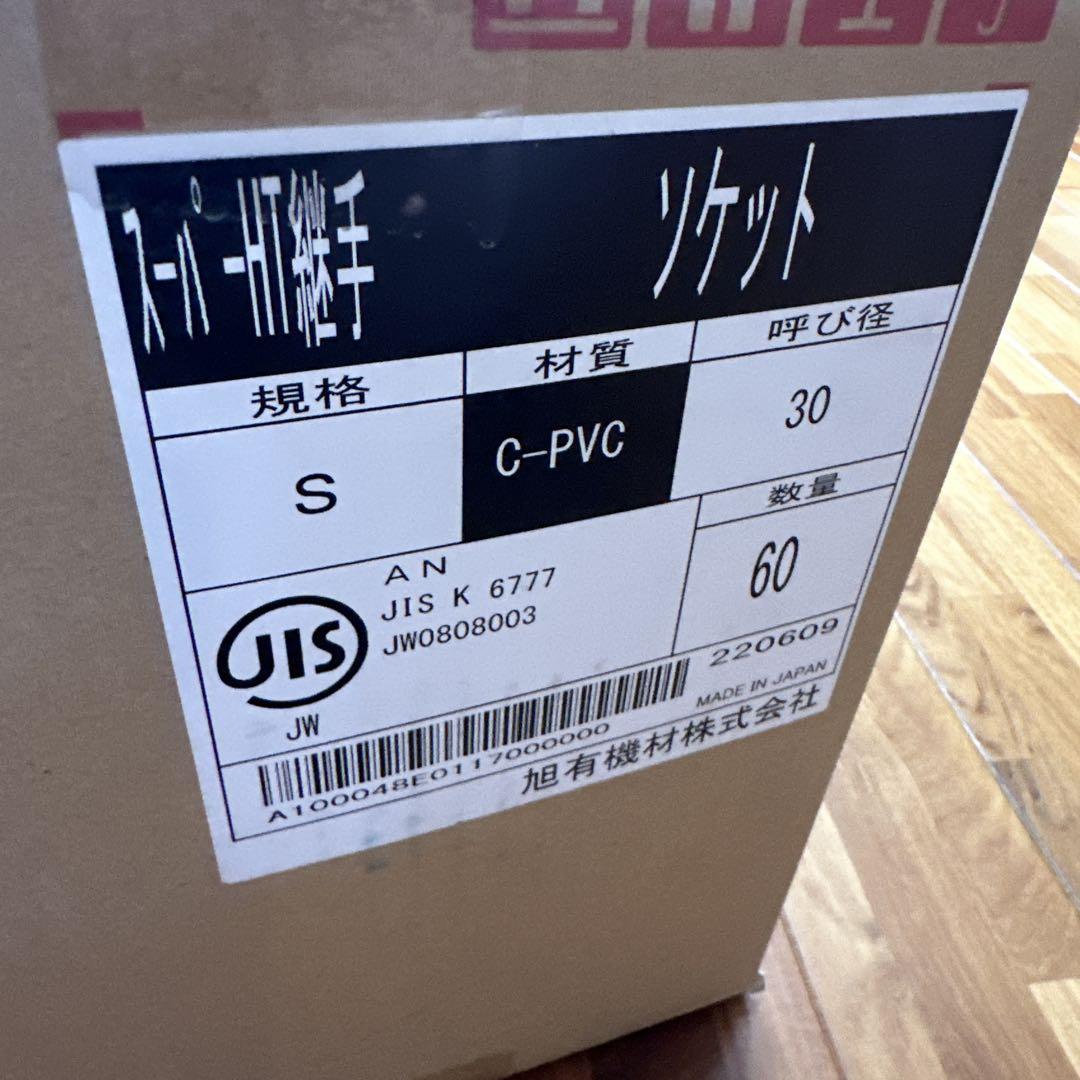 スーパーHT継手 ソケット
規格 材質 呼び径
S C-PVC 30
数量
60
AN
JIS K 6777
JW0808003
JIS
JW
220609
MADE IN JAPAN
A100048E0117000000
旭有機材株式会社